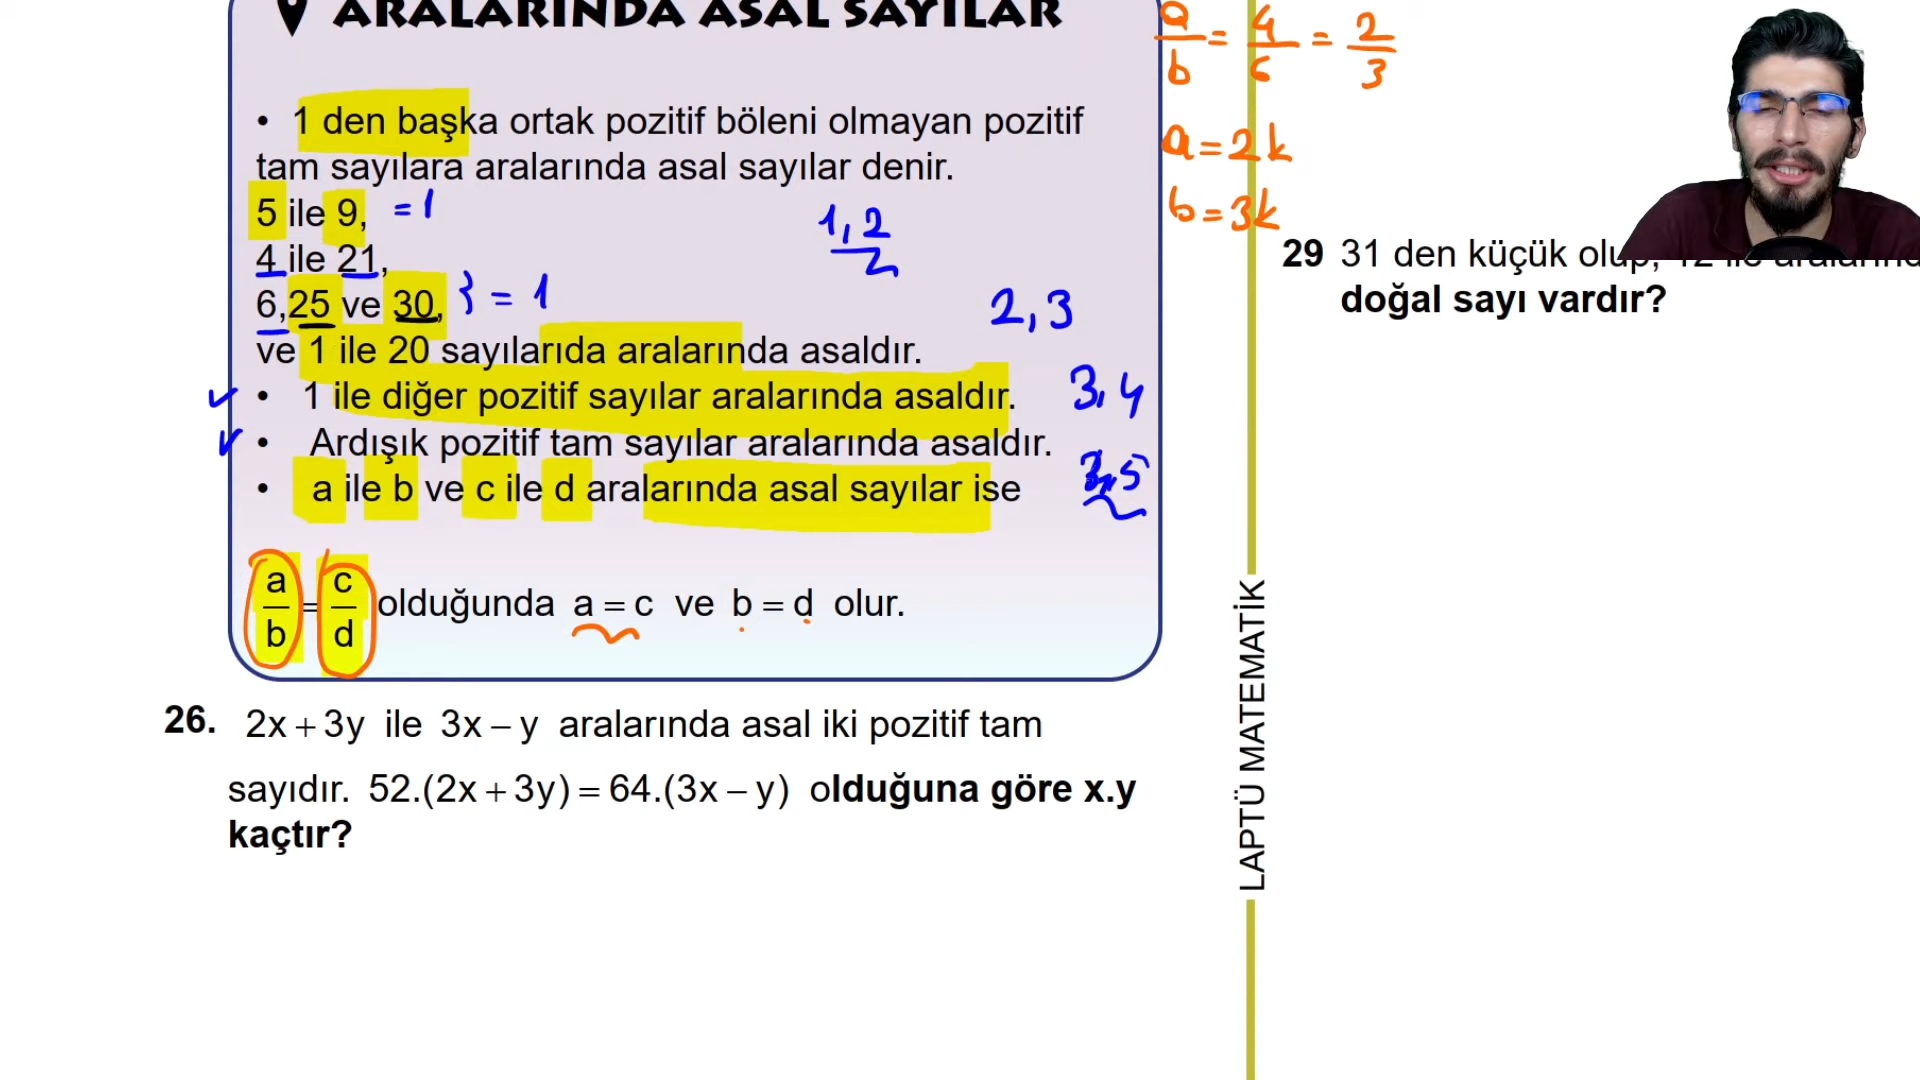 ARALARINDA ASAL SAYILAR
• 1 den başka ortak pozitif böleni olmayan pozitif
tam sayılara aralarında asal sayılar denir.
5 ile 9, = 1
4 ile 21,
6,25 ve 30, } = 1
ve 1 ile 20 sayılarıda aralarında asaldır.
• 1 ile diğer pozitif sayılar aralarında asaldır.
• Ardışık pozitif tam sayılar aralarında asaldır.
• a ile b ve c ile d aralarında asal sayılar ise
a/b = c/d olduğunda a = c ve b = d olur.
1, 2
2, 3
3, 4
a/b = 4/6 = 2/3
a = 2k
b = 3k
26. 2x + 3y ile 3x – y aralarında asal iki pozitif tam
sayıdır. 52.(2x + 3y) = 64.(3x – y) olduğuna göre x.y
kaçtır?
LAPTÜ MATEMATİK
29 31 den küçük olup, 12 ile
doğal sayı vardır?